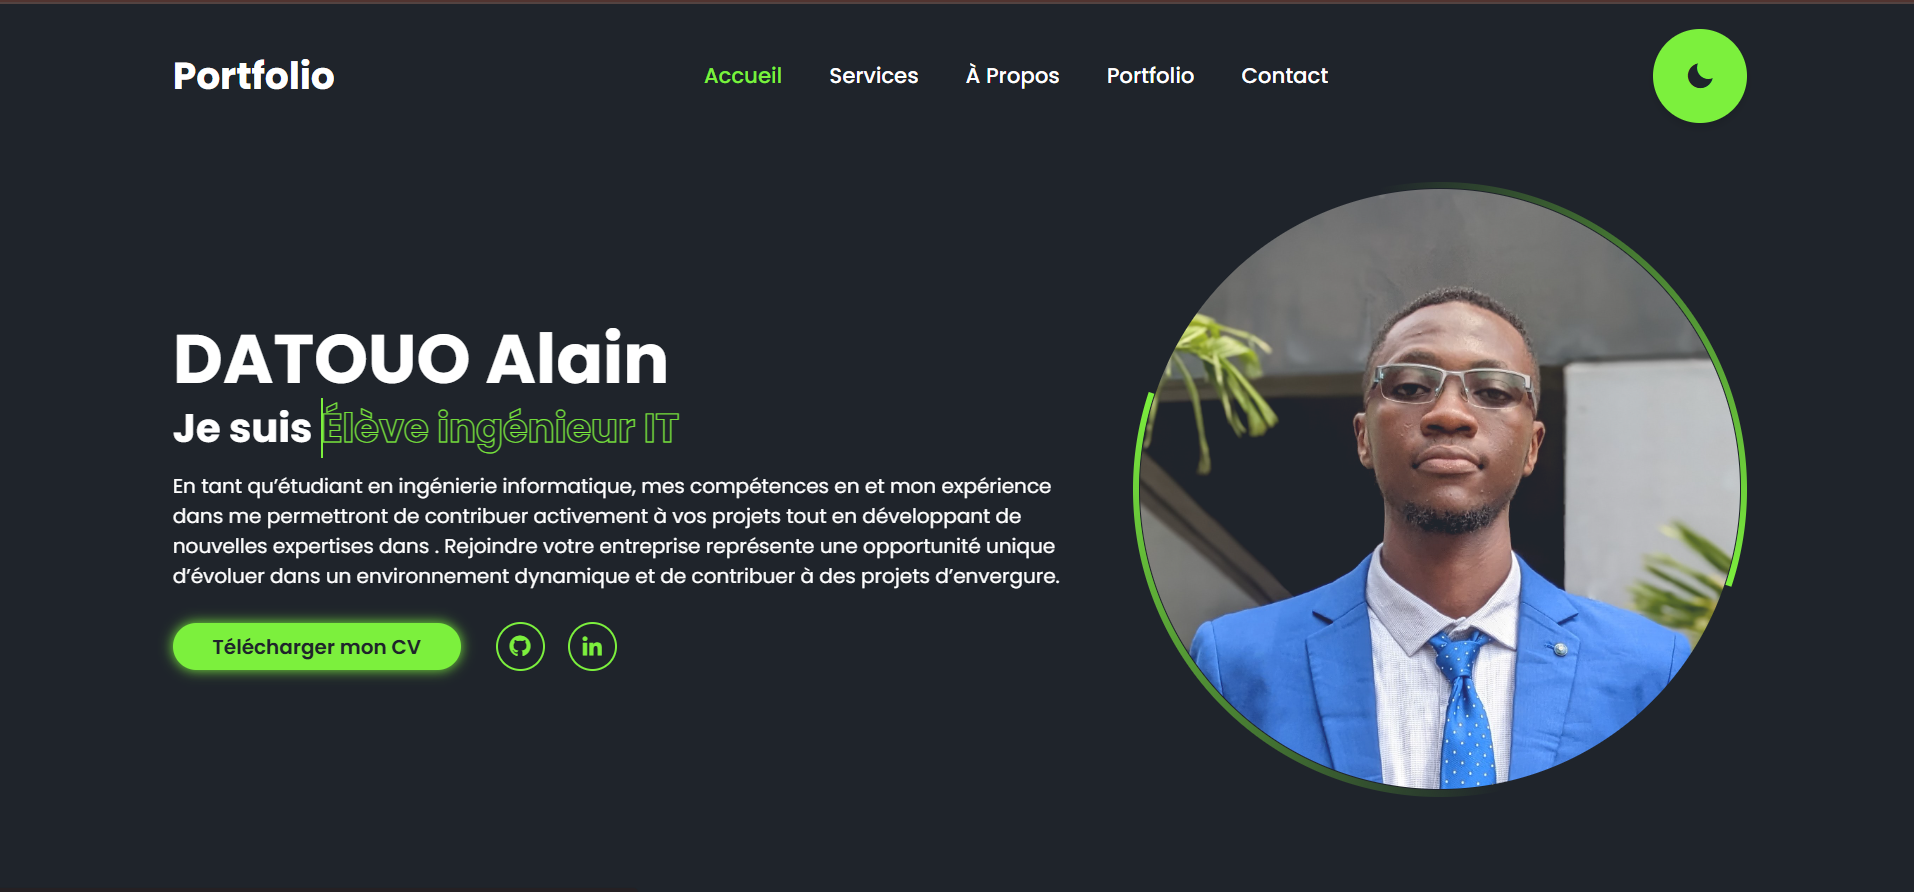 Portfolio
Accueil Services À Propos Portfolio Contact
DATOUO Alain
Je suis Élève ingénieur IT
En tant qu’étudiant en ingénierie informatique, mes compétences en et mon expérience
dans me permettront de contribuer activement à vos projets tout en développant de
nouvelles expertises dans . Rejoindre votre entreprise représente une opportunité unique
d’évoluer dans un environnement dynamique et de contribuer à des projets d’envergure.
Télécharger mon CV
in